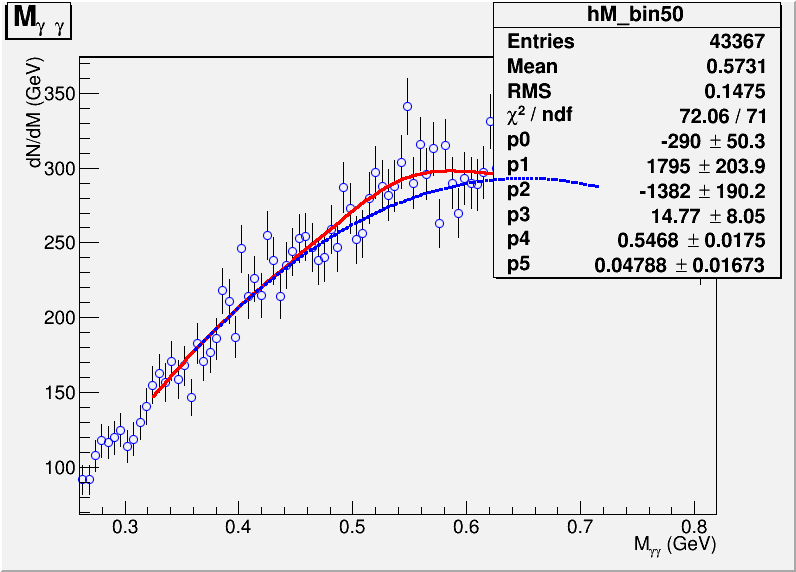 M γ γ
hM_bin50
Entries 43367
Mean 0.5731
RMS 0.1475
χ² / ndf 72.06 / 71
p0 -290 ± 50.3
p1 1795 ± 203.9
p2 -1382 ± 190.2
p3 14.77 ± 8.05
p4 0.5468 ± 0.0175
p5 0.04788 ± 0.01673
dN/dM (GeV)
350
300
250
200
150
100
0.3 0.4 0.5 0.6 0.7 0.8
Mγγ (GeV)